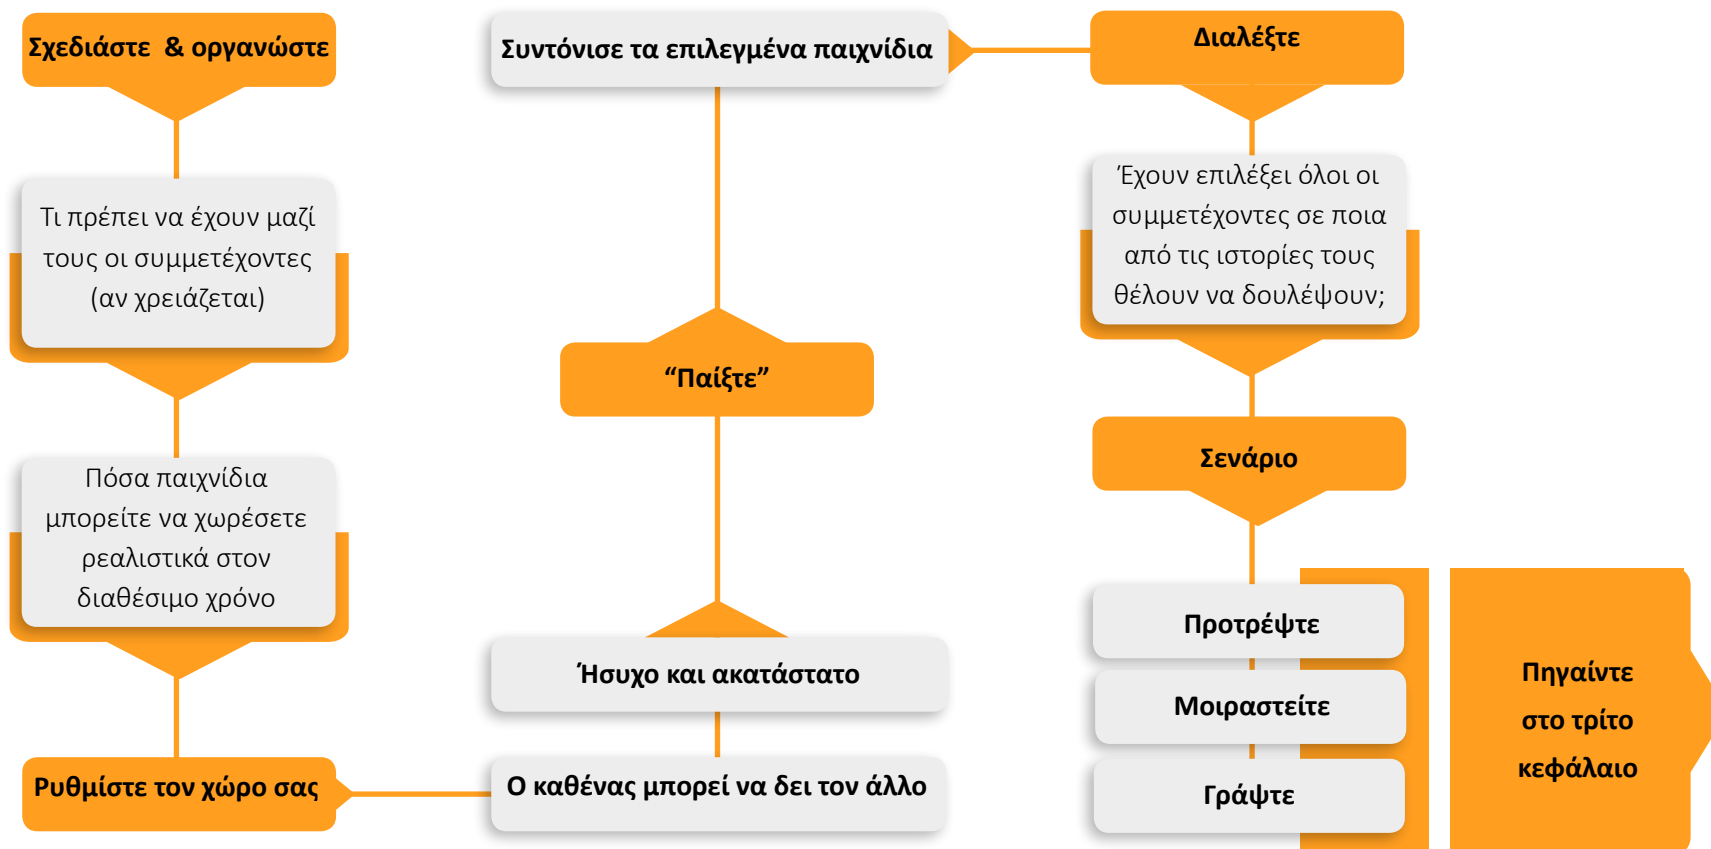 Σχεδιάστε & οργανώστε
Τι πρέπει να έχουν μαζί
τους οι συμμετέχοντες
(αν χρειάζεται)
Πόσα παιχνίδια
μπορείτε να χωρέσετε
ρεαλιστικά στον
διαθέσιμο χρόνο
Ρυθμίστε τον χώρο σας
Ο καθένας μπορεί να δει τον άλλο
Ήσυχο και ακατάστατο
“Παίξτε”
Συντόνισε τα επιλεγμένα παιχνίδια
Διαλέξτε
Έχουν επιλέξει όλοι οι
συμμετέχοντες σε ποια
από τις ιστορίες τους
θέλουν να δουλέψουν;
Σενάριο
Προτρέψτε
Μοιραστείτε
Γράψτε
Πηγαίντε
στο τρίτο
κεφάλαιο